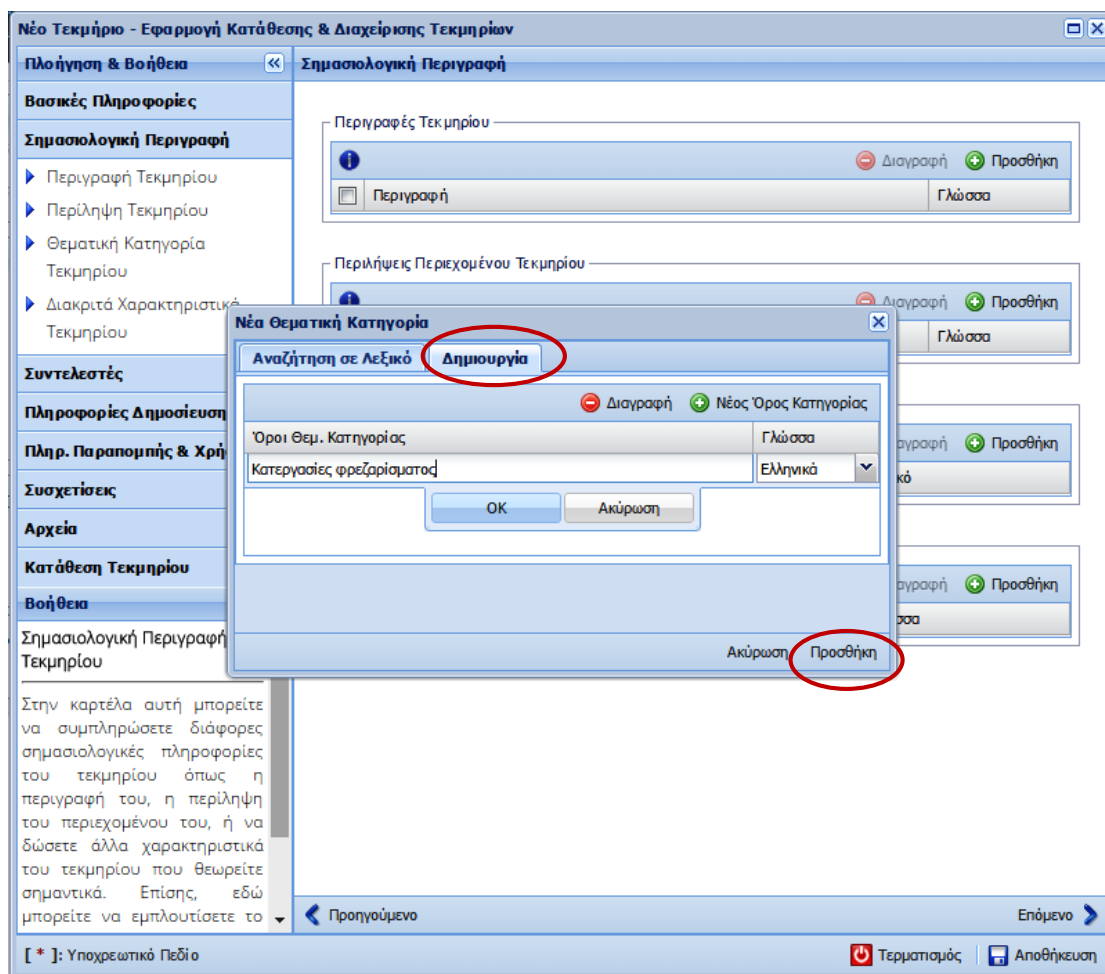 Νέο Τεκμήριο - Εφαρμογή Κατάθεσης & Διαχείρισης Τεκμηρίων
Πλοήγηση & Βοήθεια
Βασικές Πληροφορίες
Σημασιολογική Περιγραφή
Περιγραφή Τεκμηρίου
Περίληψη Τεκμηρίου
Θεματική Κατηγορία
Τεκμηρίου
Διακριτά Χαρακτηριστικά
Τεκμηρίου
Συντελεστές
Πληροφορίες Δημοσίευση
Πληρ. Παραπομπής & Χρή
Συσχετίσεις
Αρχεία
Κατάθεση Τεκμηρίου
Βοήθεια
Σημασιολογική Περιγραφή
Τεκμηρίου
Στην καρτέλα αυτή μπορείτε
να συμπληρώσετε διάφορες
σημασιολογικές πληροφορίες
του τεκμηρίου όπως η
περιγραφή του, η περίληψη
του περιεχομένου του, ή να
δώσετε άλλα χαρακτηριστικά
του τεκμηρίου που θεωρείτε
σημαντικά. Επίσης, εδώ
μπορείτε να εμπλουτίσετε το
Σημασιολογική Περιγραφή
Περιγραφές Τεκμηρίου
Διαγραφή Προσθήκη
Περιγραφή Γλώσσα
Περιλήψεις Περιεχομένου Τεκμηρίου
Διαγραφή Προσθήκη
Γλώσσα
αγραφή Προσθήκη
κό
αγραφή Προσθήκη
σσα
Νέα Θεματική Κατηγορία
Αναζήτηση σε Λεξικό Δημιουργία
Διαγραφή Νέος Όρος Κατηγορίας
Όροι Θεμ. Κατηγορίας Γλώσσα
Κατεργασίες φρεζαρίσματος Ελληνικά
OK Ακύρωση
Ακύρωση Προσθήκη
Προηγούμενο Επόμενο
[ * ]: Υποχρεωτικό Πεδίο Τερματισμός Αποθήκευση